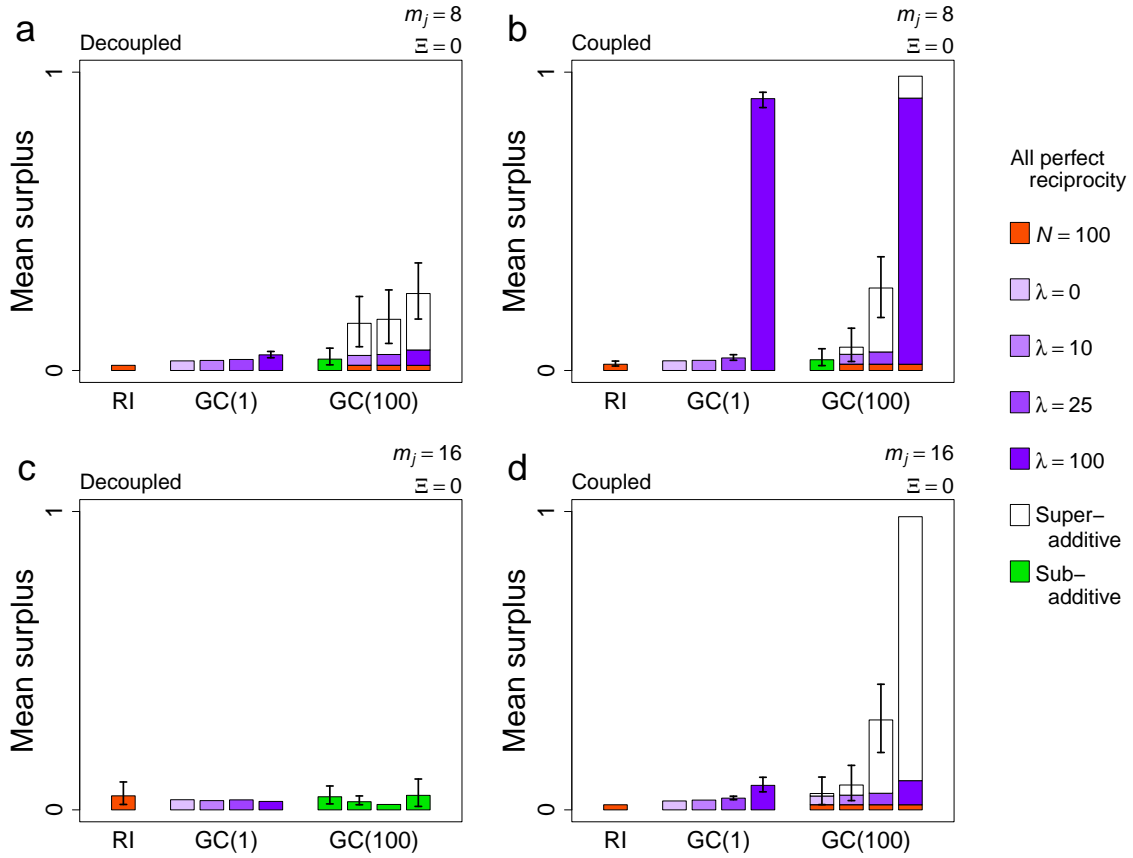 a
Decoupled
m_j = 8
Ξ = 0
Mean surplus
1
0
RI
GC(1)
GC(100)
b
Coupled
m_j = 8
Ξ = 0
Mean surplus
1
0
RI
GC(1)
GC(100)
c
Decoupled
m_j = 16
Ξ = 0
Mean surplus
1
0
RI
GC(1)
GC(100)
d
Coupled
m_j = 16
Ξ = 0
Mean surplus
1
0
RI
GC(1)
GC(100)
All perfect
reciprocity
N = 100
λ = 0
λ = 10
λ = 25
λ = 100
Super−
additive
Sub−
additive